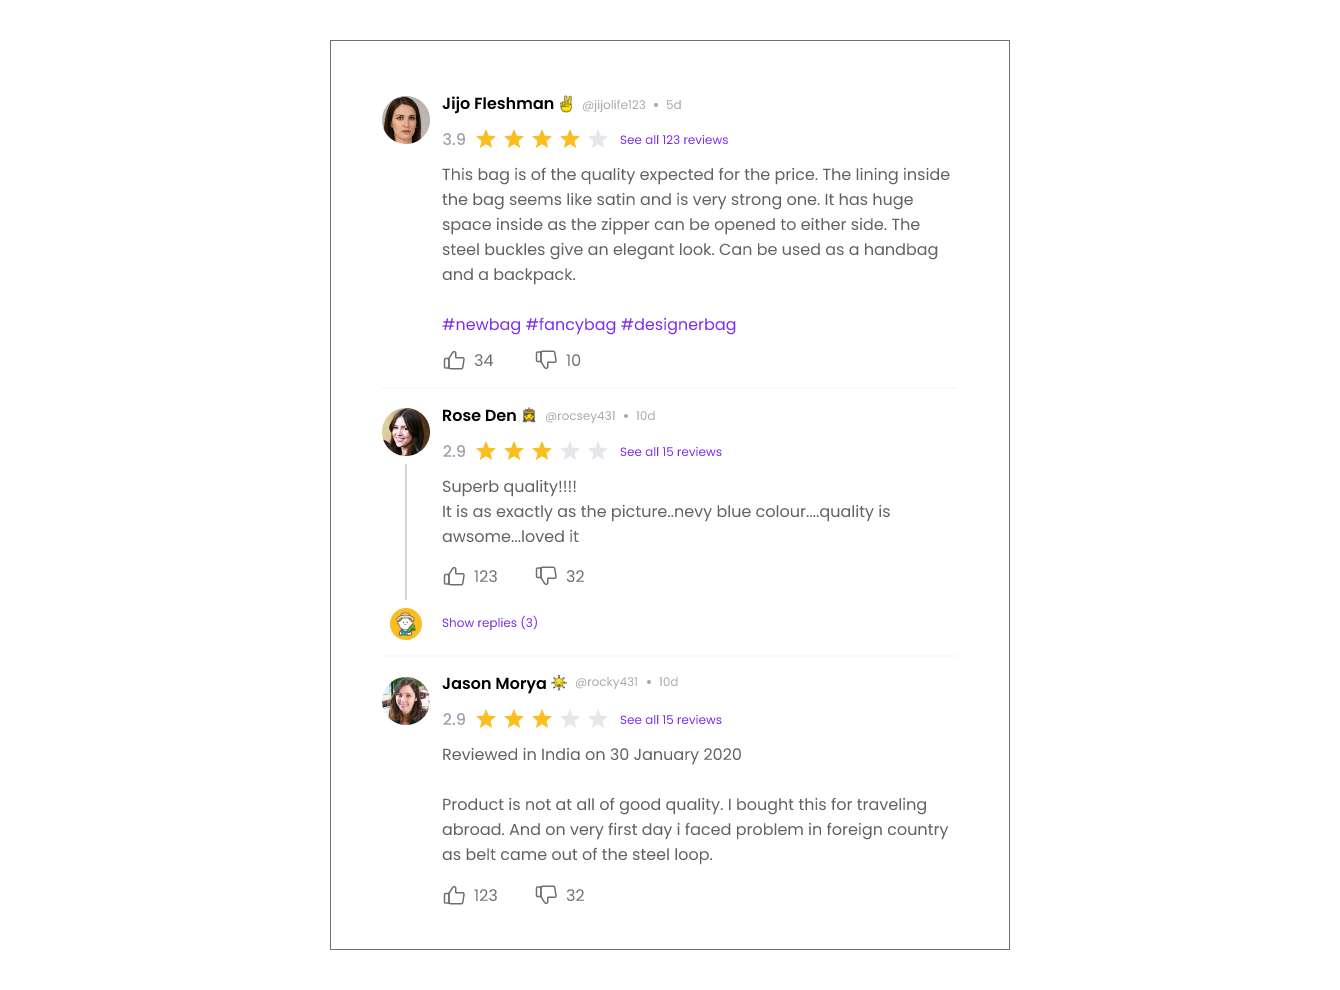 Jijo Fleshman ✌ @jijolife123 • 5d
3.9 See all 123 reviews
This bag is of the quality expected for the price. The lining inside
the bag seems like satin and is very strong one. It has huge
space inside as the zipper can be opened to either side. The
steel buckles give an elegant look. Can be used as a handbag
and a backpack.
#newbag #fancybag #designerbag
34 10
Rose Den 👸 @rocsey431 • 10d
2.9 See all 15 reviews
Superb quality!!!!
It is as exactly as the picture..nevy blue colour....quality is
awsome...loved it
123 32
Show replies (3)
Jason Morya ☀ @rocky431 • 10d
2.9 See all 15 reviews
Reviewed in India on 30 January 2020
Product is not at all of good quality. I bought this for traveling
abroad. And on very first day i faced problem in foreign country
as belt came out of the steel loop.
123 32